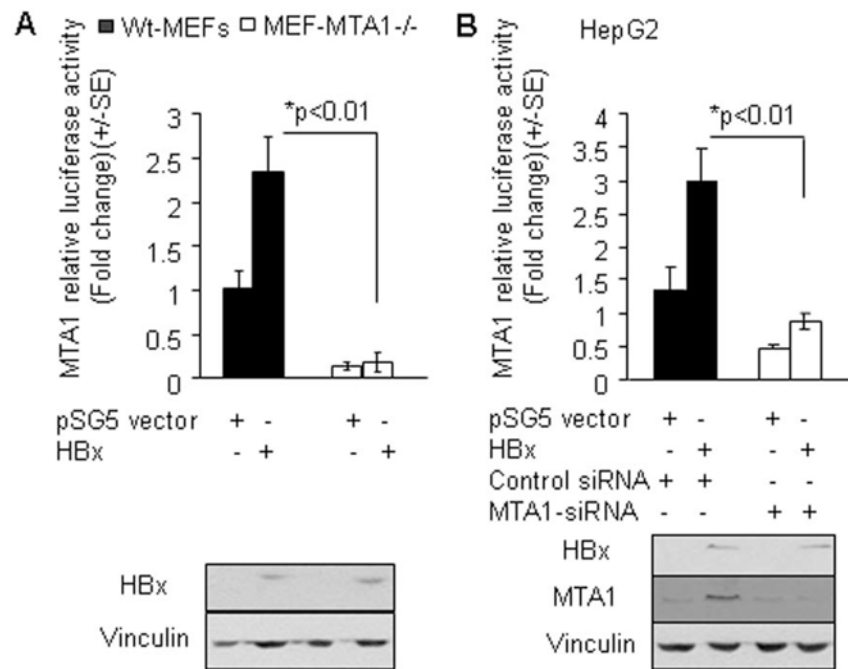 A
Wt-MEFs MEF-MTA1-/-
MTA1 relative luciferase activity
(Fold change)(+/-SE)
3
2.5
2
1.5
1
0.5
0
*p<0.01
pSG5 vector + - + -
HBx - + - +
HBx
Vinculin
B
HepG2
MTA1 relative luciferase activity
(Fold change)(+/-SE)
4
3.5
3
2.5
2
1.5
1
0.5
0
*p<0.01
pSG5 vector + - + -
HBx - + - +
Control siRNA + + - -
MTA1-siRNA - - + +
HBx
MTA1
Vinculin